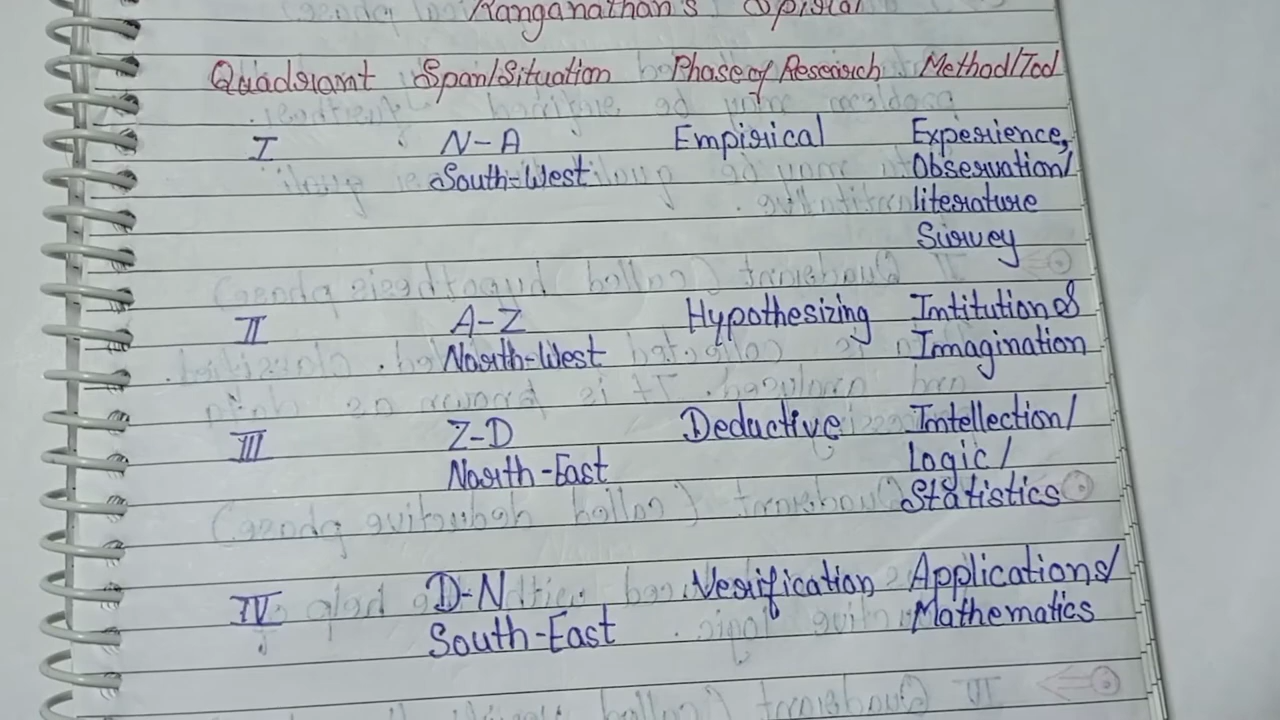 Ranganathan's Spiral
Quadrant Span/Situation Phase of Research Method/Tool
I N-A Empirical Experience,
South-West Observation/
literature
Survey
II A-Z Hypothesizing Intitution &
North-West Imagination
III Z-D Deductive Intellection/
North-East Logic/
Statistics
IV D-N Verification Applications/
South-East Mathematics